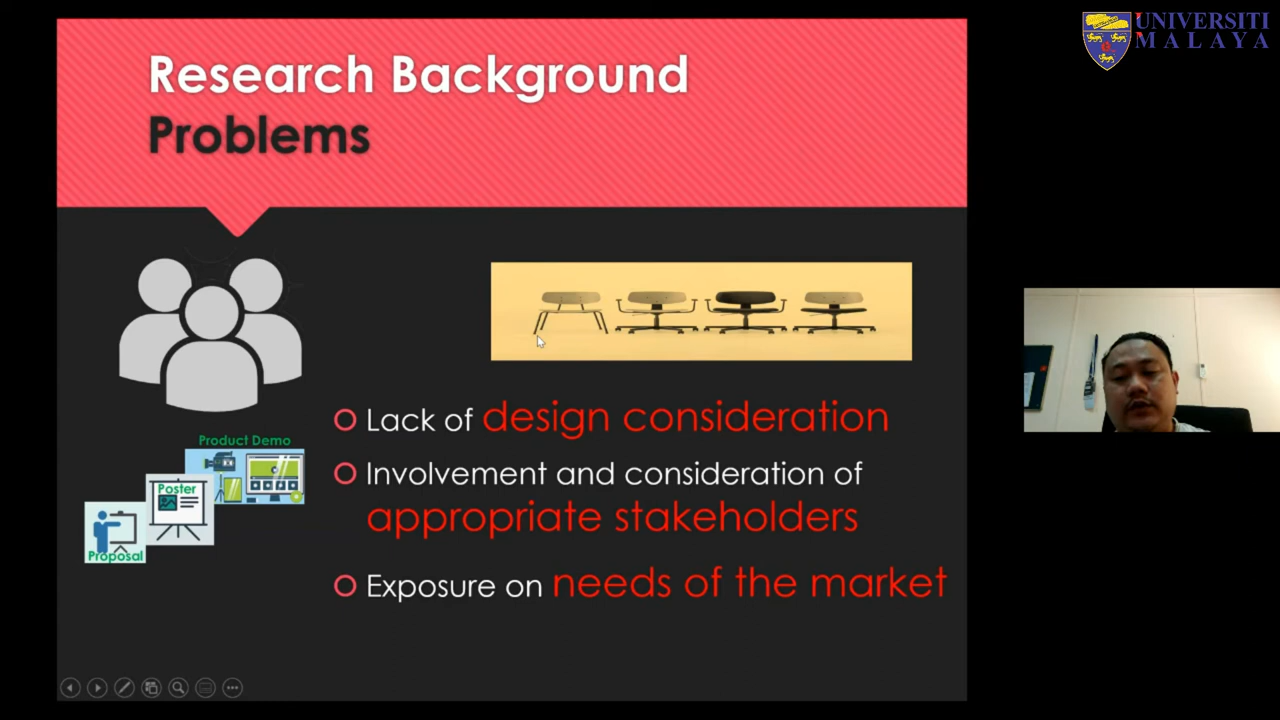 UNIVERSITI
MALAYA
Research Background
Problems
Lack of design consideration
Involvement and consideration of
appropriate stakeholders
Exposure on needs of the market
Product Demo
Poster
Proposal